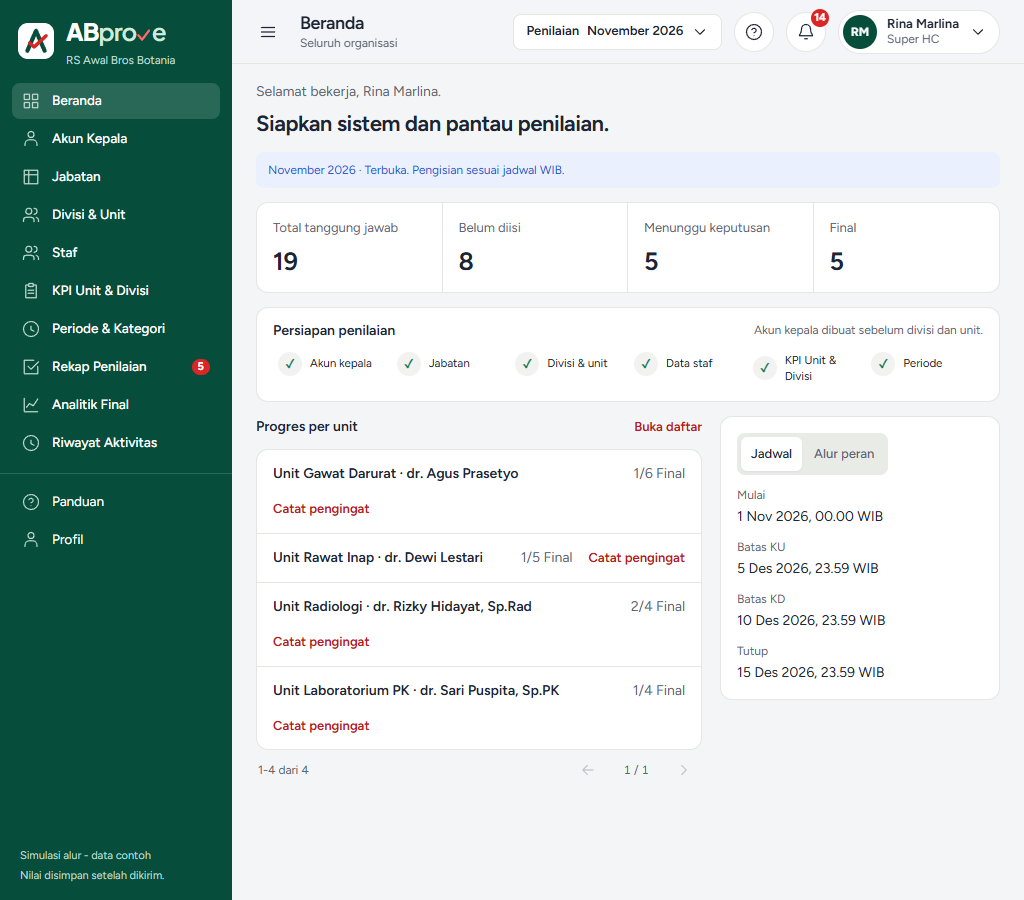 ABprove
RS Awal Bros Botania
Beranda
Akun Kepala
Jabatan
Divisi & Unit
Staf
KPI Unit & Divisi
Periode & Kategori
Rekap Penilaian 5
Analitik Final
Riwayat Aktivitas
Panduan
Profil
Simulasi alur - data contoh
Nilai disimpan setelah dikirim.
Beranda
Seluruh organisasi
Penilaian November 2026
14
RM
Rina Marlina
Super HC
Selamat bekerja, Rina Marlina.
Siapkan sistem dan pantau penilaian.
November 2026 · Terbuka. Pengisian sesuai jadwal WIB.
Total tanggung jawab
19
Belum diisi
8
Menunggu keputusan
5
Final
5
Persiapan penilaian
Akun kepala dibuat sebelum divisi dan unit.
✓ Akun kepala
✓ Jabatan
✓ Divisi & unit
✓ Data staf
✓ KPI Unit &
Divisi
✓ Periode
Progres per unit
Buka daftar
Unit Gawat Darurat · dr. Agus Prasetyo 1/6 Final
Catat pengingat
Unit Rawat Inap · dr. Dewi Lestari 1/5 Final Catat pengingat
Unit Radiologi · dr. Rizky Hidayat, Sp.Rad 2/4 Final
Catat pengingat
Unit Laboratorium PK · dr. Sari Puspita, Sp.PK 1/4 Final
Catat pengingat
1-4 dari 4
← 1 / 1 >
Jadwal Alur peran
Mulai
1 Nov 2026, 00.00 WIB
Batas KU
5 Des 2026, 23.59 WIB
Batas KD
10 Des 2026, 23.59 WIB
Tutup
15 Des 2026, 23.59 WIB